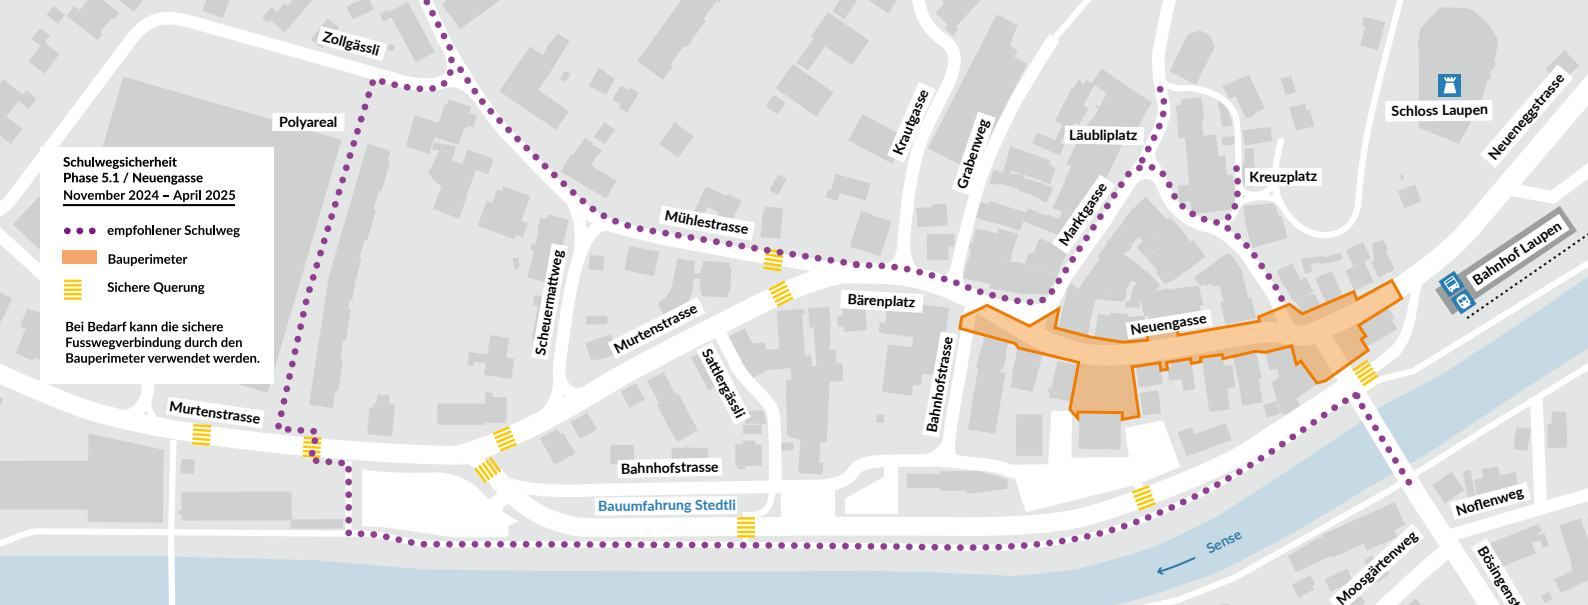 Zollgässli
Polyareal
Schulwegsicherheit
Phase 5.1 / Neuengasse
November 2024 – April 2025
empfohlener Schulweg
Bauperimeter
Sichere Querung
Bei Bedarf kann die sichere
Fusswegverbindung durch den
Bauperimeter verwendet werden.
Murtenstrasse
Scheuermattweg
Mühlestrasse
Murtenstrasse
Sattlergässli
Bärenplatz
Krautgasse
Grabenweg
Läubliplatz
Marktgasse
Kreuzplatz
Schloss Laupen
Neueneggstrasse
Bahnhof Laupen
Neuengasse
Bahnhofstrasse
Bahnhofstrasse
Bauumfahrung Stedtli
Sense
Noflenweg
Moosgärtenweg
Bösingenst